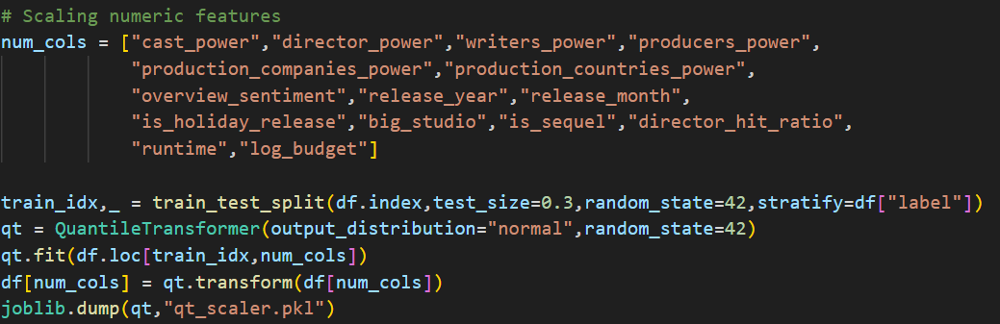 # Scaling numeric features
num_cols = ["cast_power","director_power","writers_power","producers_power",
"production_companies_power","production_countries_power",
"overview_sentiment","release_year","release_month",
"is_holiday_release","big_studio","is_sequel","director_hit_ratio",
"runtime","log_budget"]
train_idx,_ = train_test_split(df.index,test_size=0.3,random_state=42,stratify=df["label"])
qt = QuantileTransformer(output_distribution="normal",random_state=42)
qt.fit(df.loc[train_idx,num_cols])
df[num_cols] = qt.transform(df[num_cols])
joblib.dump(qt,"qt_scaler.pkl")